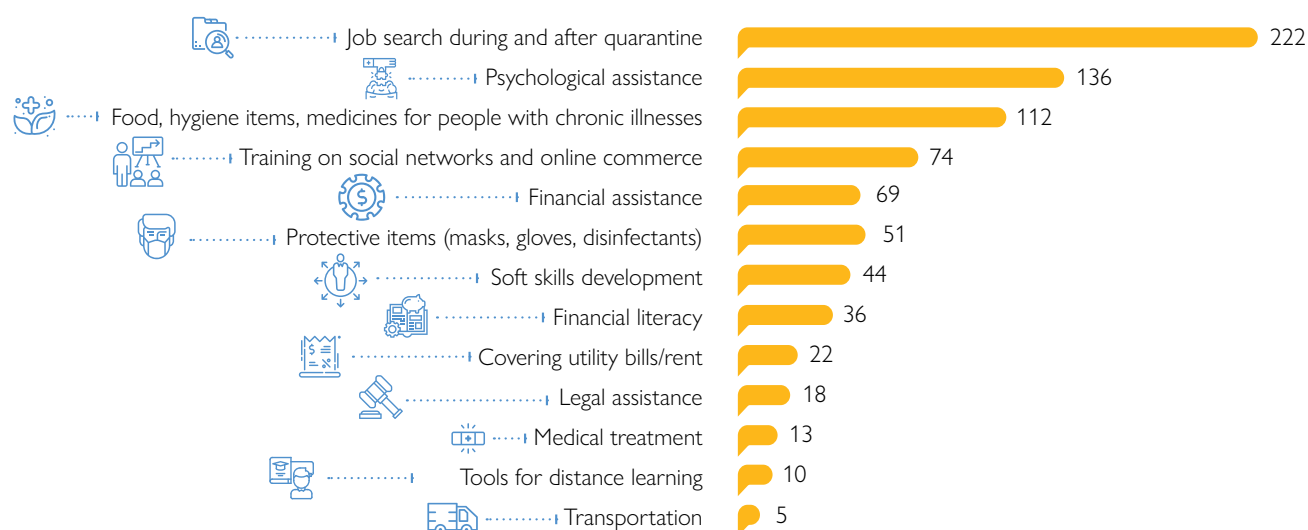 Job search during and after quarantine 222
Psychological assistance 136
Food, hygiene items, medicines for people with chronic illnesses 112
Training on social networks and online commerce 74
Financial assistance 69
Protective items (masks, gloves, disinfectants) 51
Soft skills development 44
Financial literacy 36
Covering utility bills/rent 22
Legal assistance 18
Medical treatment 13
Tools for distance learning 10
Transportation 5